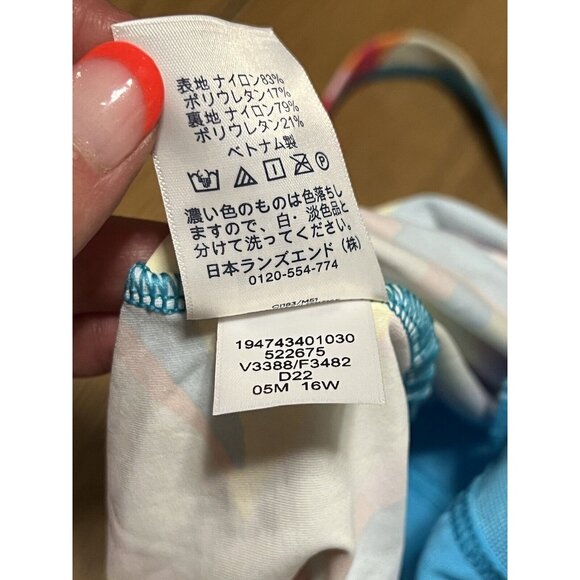 表地 ナイロン83%
ポリウレタン17%
裏地 ナイロン79%
ポリウレタン21%
ベトナム製
濃い色のものは色落ちし
ますので、白・淡色品と
分けて洗ってください。
日本ランズエンド (株)
0120-554-774
194743401030
522675
V3388/F3482
D22
05M 16W